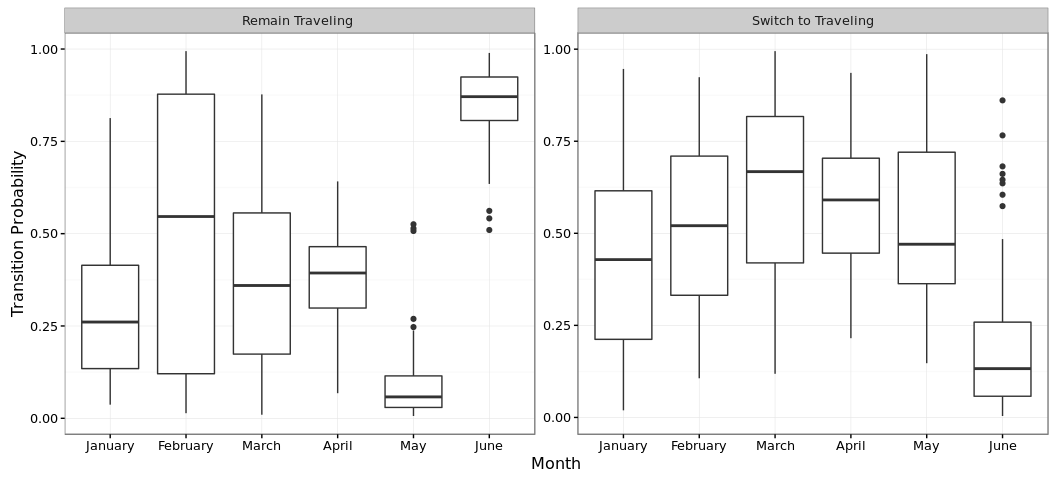 Remain Traveling
Switch to Traveling
Transition Probability
1.00
0.75
0.50
0.25
0.00
1.00
0.75
0.50
0.25
0.00
January February March April May June
January February March April May June
Month